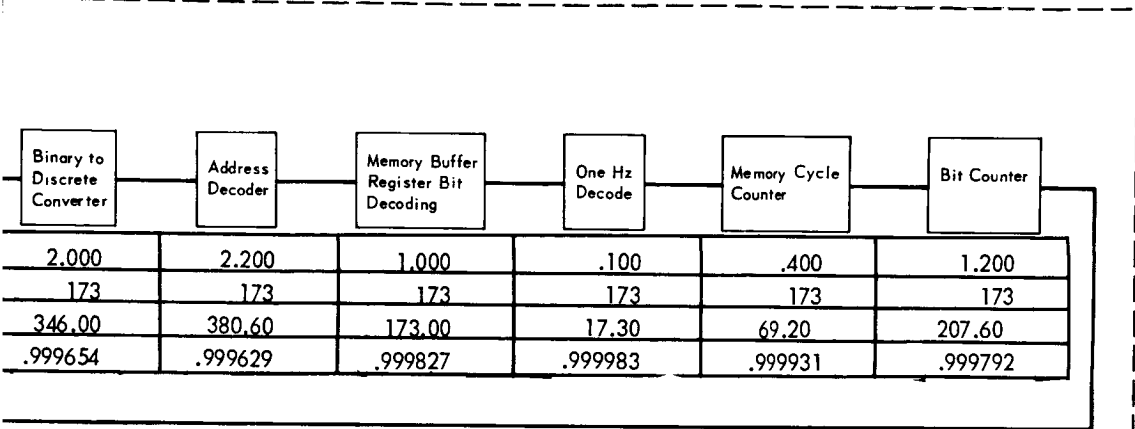 Binary to
Discrete
Converter
Address
Decoder
Memory Buffer
Register Bit
Decoding
One Hz
Decode
Memory Cycle
Counter
Bit Counter
2.000 2.200 1.000 .100 .400 1.200
173 173 173 173 173 173
346.00 380.60 173.00 17.30 69.20 207.60
.999654 .999629 .999827 .999983 .999931 .999792